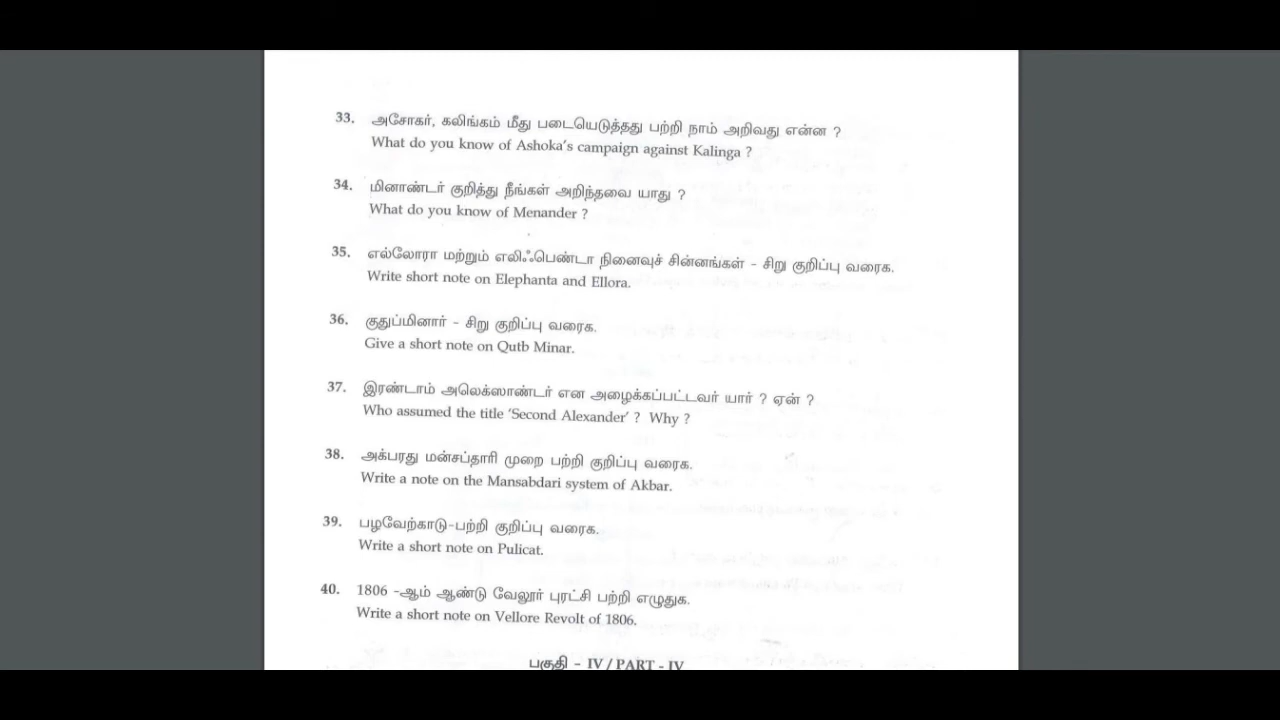 33. அசோகர், கலிங்கம் மீது படையெடுத்தது பற்றி நாம் அறிவது என்ன ?
What do you know of Ashoka's campaign against Kalinga ?
34. மினாண்டர் குறித்து நீங்கள் அறிந்தவை யாது ?
What do you know of Menander ?
35. எல்லோரா மற்றும் எலிஃபெண்டா நினைவுச் சின்னங்கள் - சிறு குறிப்பு வரைக.
Write short note on Elephanta and Ellora.
36. குதுப்மினார் - சிறு குறிப்பு வரைக.
Give a short note on Qutb Minar.
37. இரண்டாம் அலெக்ஸாண்டர் என அழைக்கப்பட்டவர் யார் ? ஏன் ?
Who assumed the title 'Second Alexander' ? Why ?
38. அக்பரது மன்சப்தாரி முறை பற்றி குறிப்பு வரைக.
Write a note on the Mansabdari system of Akbar.
39. பழவேற்காடு-பற்றி குறிப்பு வரைக.
Write a short note on Pulicat.
40. 1806 -ஆம் ஆண்டு வேலூர் புரட்சி பற்றி எழுதுக.
Write a short note on Vellore Revolt of 1806.
பகுதி - IV / PART - IV